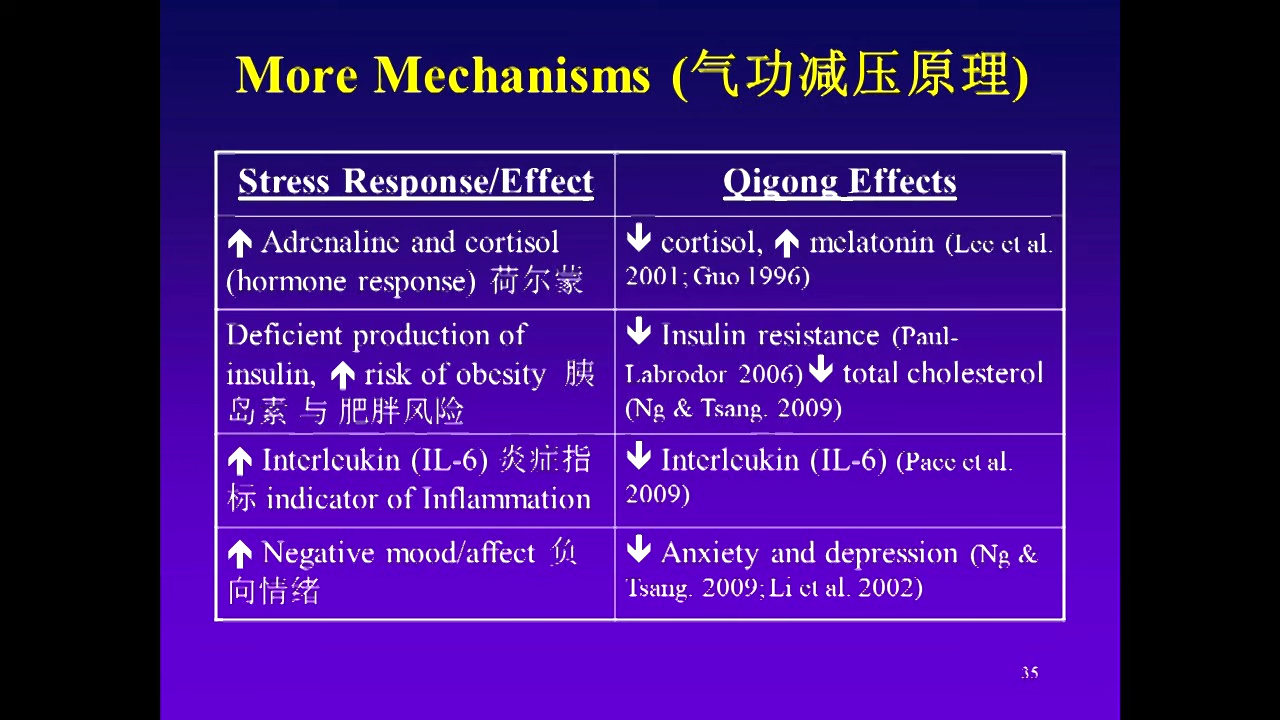 More Mechanisms (气功减压原理)
Stress Response/Effect
Qigong Effects
↑ Adrenaline and cortisol
(hormone response) 荷尔蒙
↓ cortisol, ↑ melatonin (Lee et al.
2001; Guo 1996)
Deficient production of
insulin, ↑ risk of obesity 胰
岛素 与 肥胖风险
↓ Insulin resistance (Paul-
Labrodor 2006) ↓ total cholesterol
(Ng & Tsang. 2009)
↑ Interleukin (IL-6) 炎症指
标 indicator of Inflammation
↓ Interleukin (IL-6) (Pace et al.
2009)
↑ Negative mood/affect 负
向情绪
↓ Anxiety and depression (Ng &
Tsang. 2009; Li et al. 2002)
35